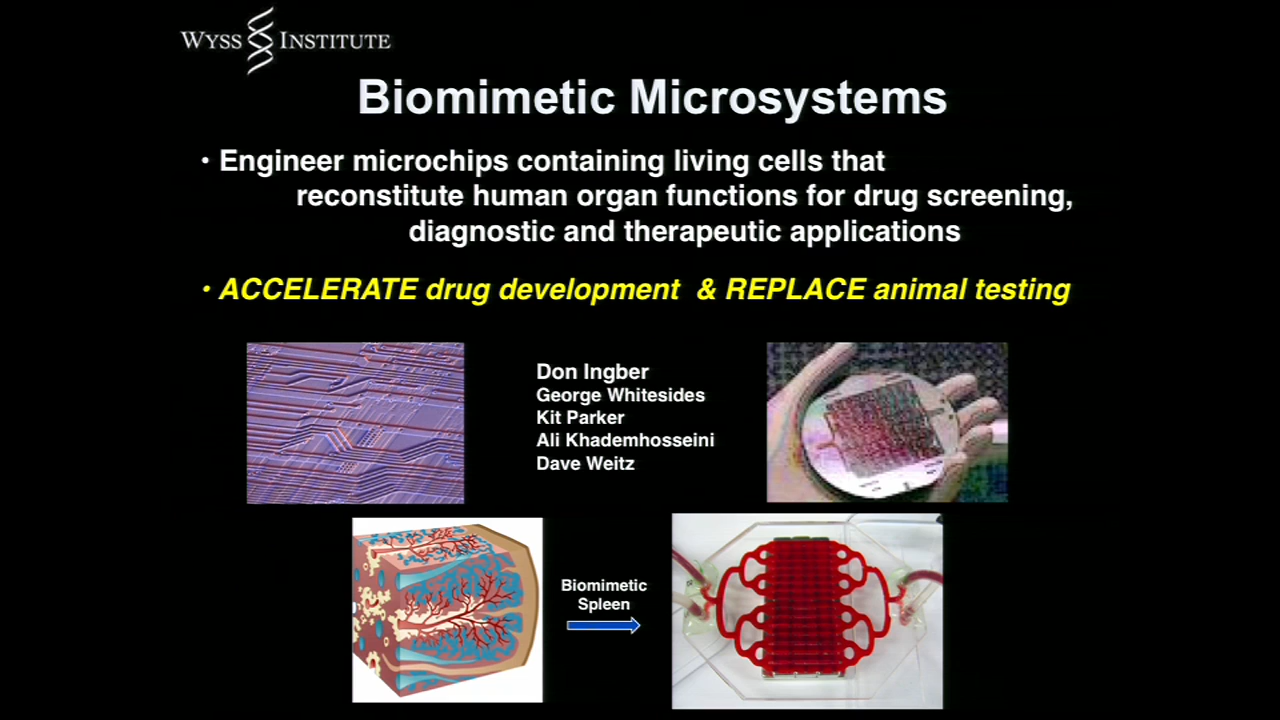 WYSS INSTITUTE
Biomimetic Microsystems
• Engineer microchips containing living cells that
reconstitute human organ functions for drug screening,
diagnostic and therapeutic applications
• ACCELERATE drug development & REPLACE animal testing
Don Ingber
George Whitesides
Kit Parker
Ali Khademhosseini
Dave Weitz
Biomimetic
Spleen